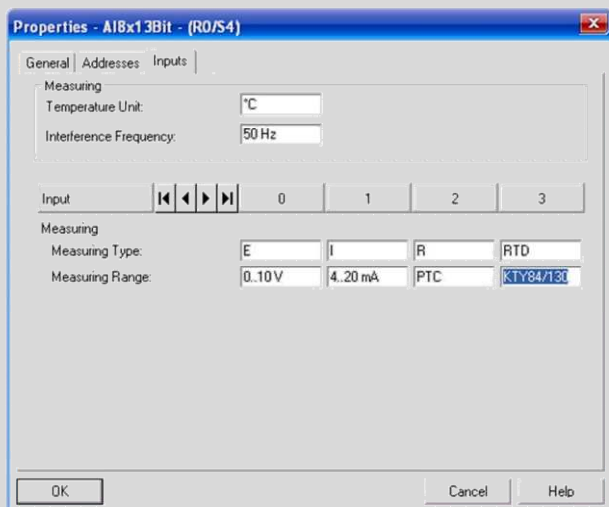 Properties - AI8x13Bit - (R0/S4)
General Addresses Inputs
Measuring
Temperature Unit: °C
Interference Frequency: 50 Hz
Input 0 1 2 3
Measuring
Measuring Type: E I R RTD
Measuring Range: 0..10 V 4..20 mA PTC KTY84/130
OK Cancel Help